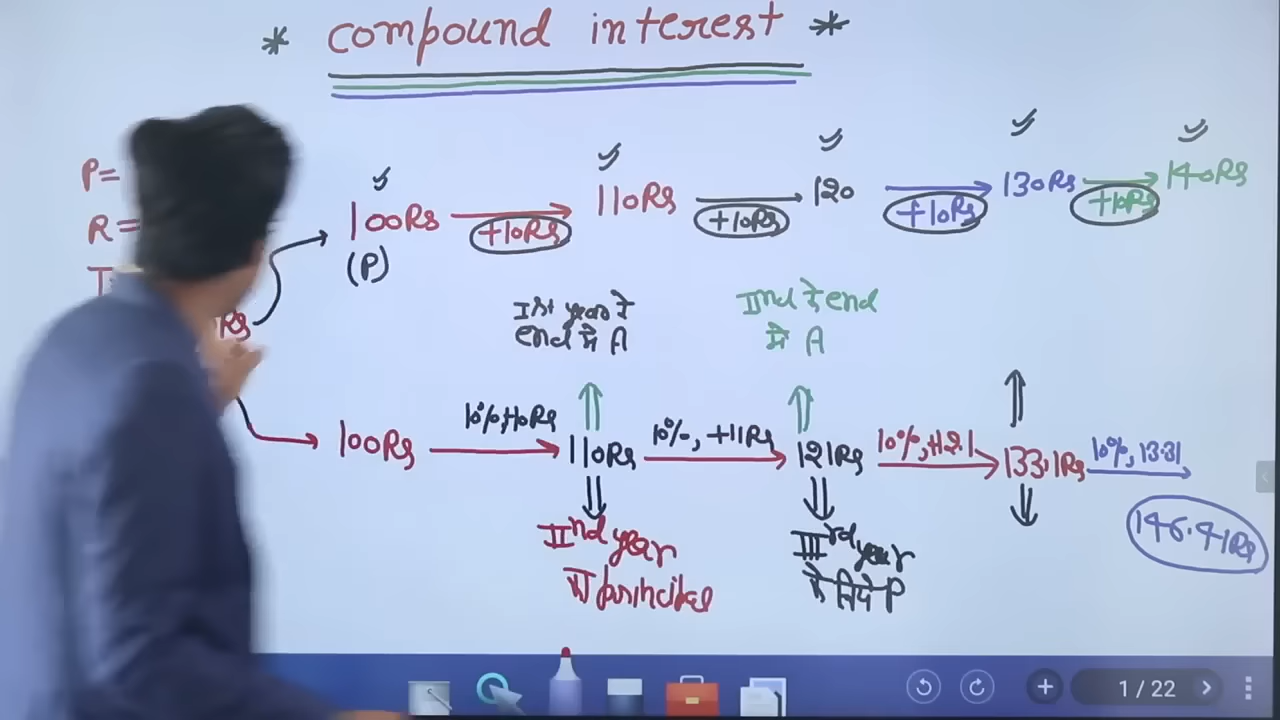 * compound interest *
P=
R=
T
Rs
100Rs +10Rs 110Rs +10Rs 120 +10Rs 130Rs +10Rs 140Rs
(P)
Ist year के
end में A
IInd के end
में A
100Rs 10%,+10Rs 110Rs 10%, +11Rs 121Rs 10%,+12.1 133.1Rs 10%, 13.31
146.41Rs
IInd year
principal
IIIrd year
के लिये P
1 / 22